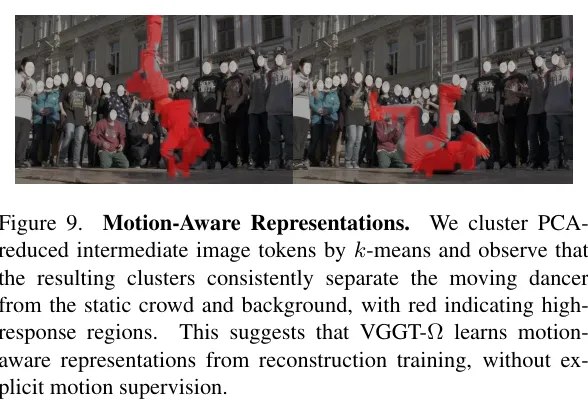 Figure 9. Motion-Aware Representations. We cluster PCA-
reduced intermediate image tokens by k-means and observe that
the resulting clusters consistently separate the moving dancer
from the static crowd and background, with red indicating high-
response regions. This suggests that VGGT-Ω learns motion-
aware representations from reconstruction training, without ex-
plicit motion supervision.